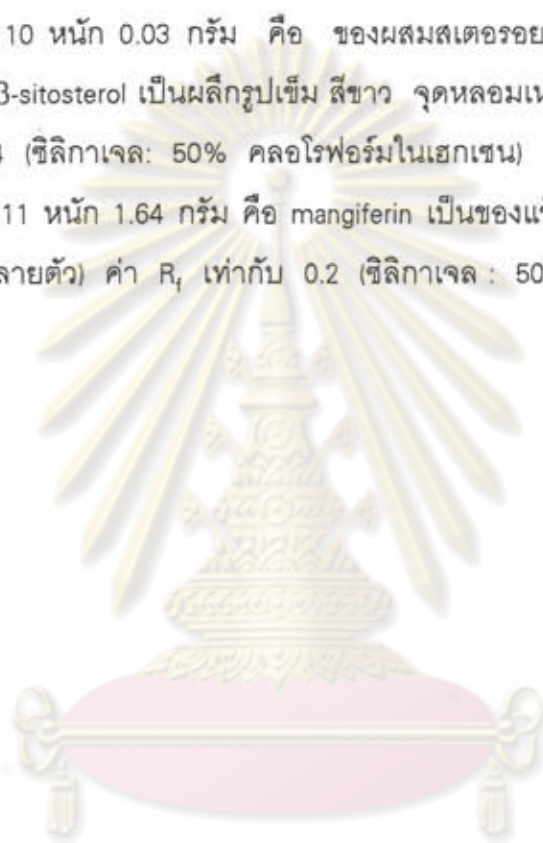 10 หนัก 0.03 กรัม คือ ของผสมสเตอรอย
β-sitosterol เป็นผลึกรูปเข็ม สีขาว จุดหลอมเห
(ซิลิกาเจล: 50% คลอโรฟอร์มในเฮกเซน)
11 หนัก 1.64 กรัม คือ mangiferin เป็นของแข็
ลายตัว) ค่า Rf เท่ากับ 0.2 (ซิลิกาเจล : 50